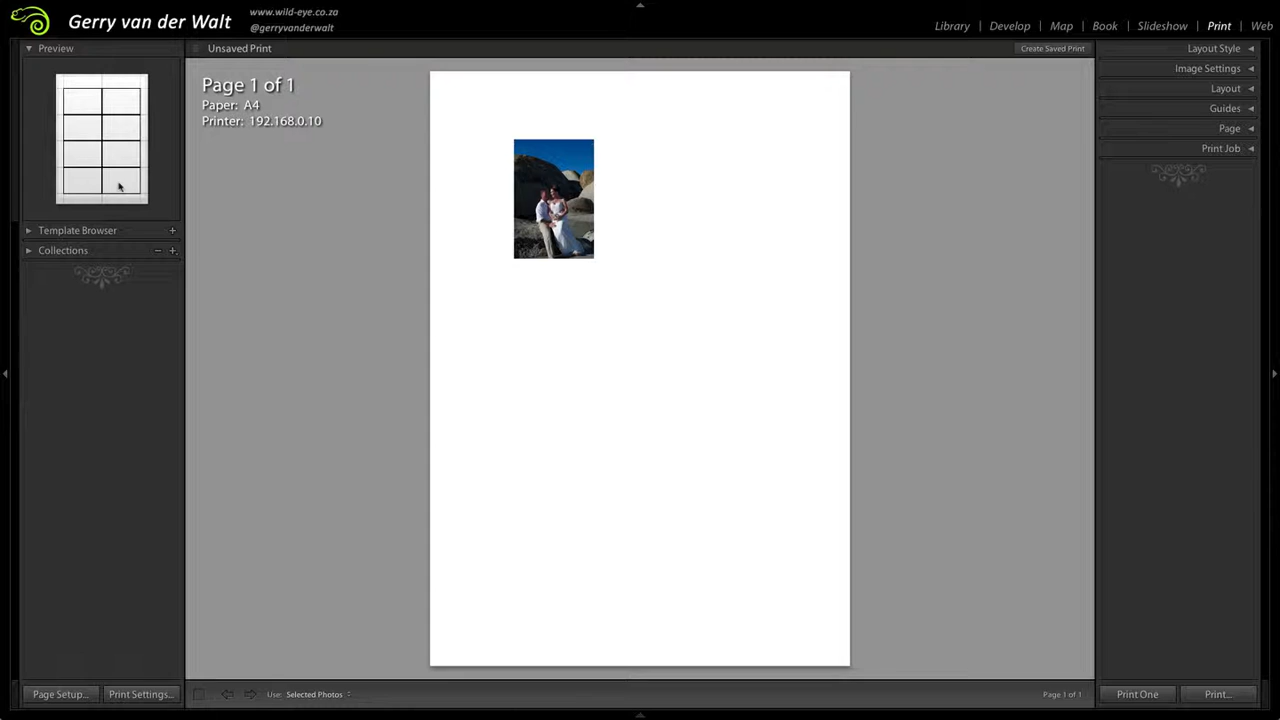 Gerry van der Walt
www.wild-eye.co.za
@gerryvanderwalt
Library | Develop | Map | Book | Slideshow | Print | Web
Preview
Unsaved Print
Create Saved Print
Layout Style
Image Settings
Layout
Guides
Page
Print Job
Page 1 of 1
Paper: A4
Printer: 192.168.0.10
Template Browser
Collections
Page Setup...
Print Settings...
Use: Selected Photos
Page 1 of 1
Print One
Print...